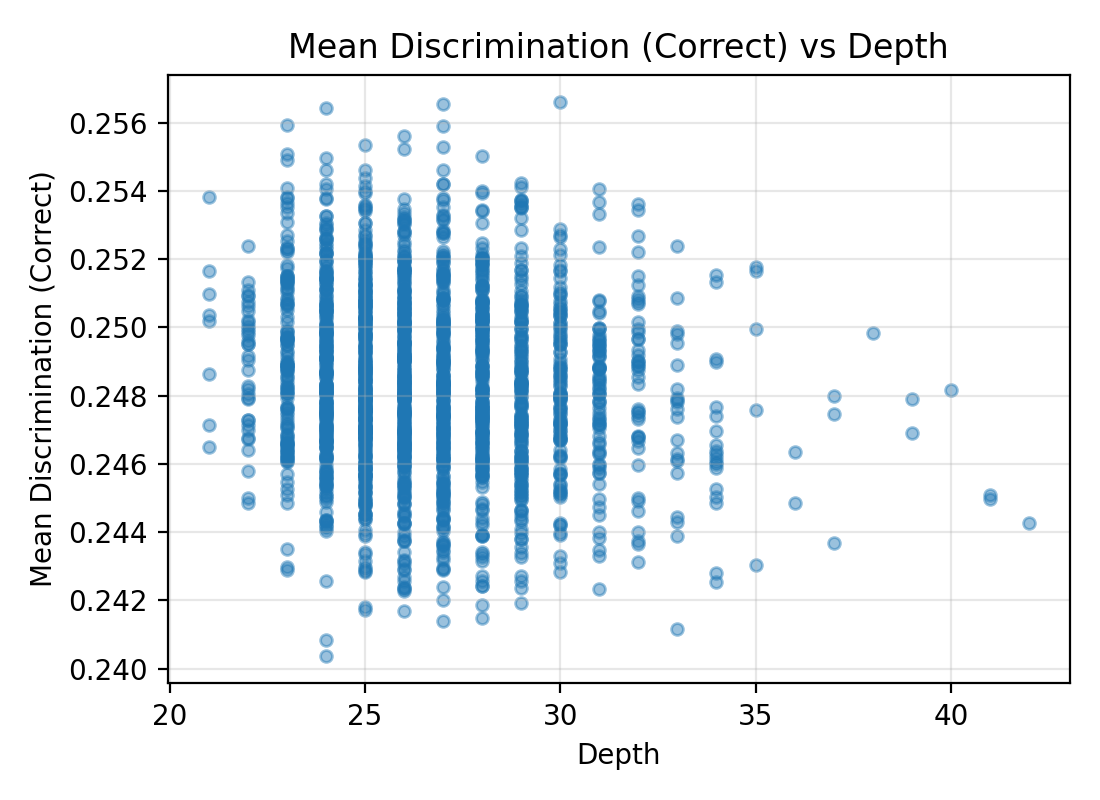 Mean Discrimination (Correct) vs Depth
Mean Discrimination (Correct)
0.256
0.254
0.252
0.250
0.248
0.246
0.244
0.242
0.240
20 25 30 35 40
Depth